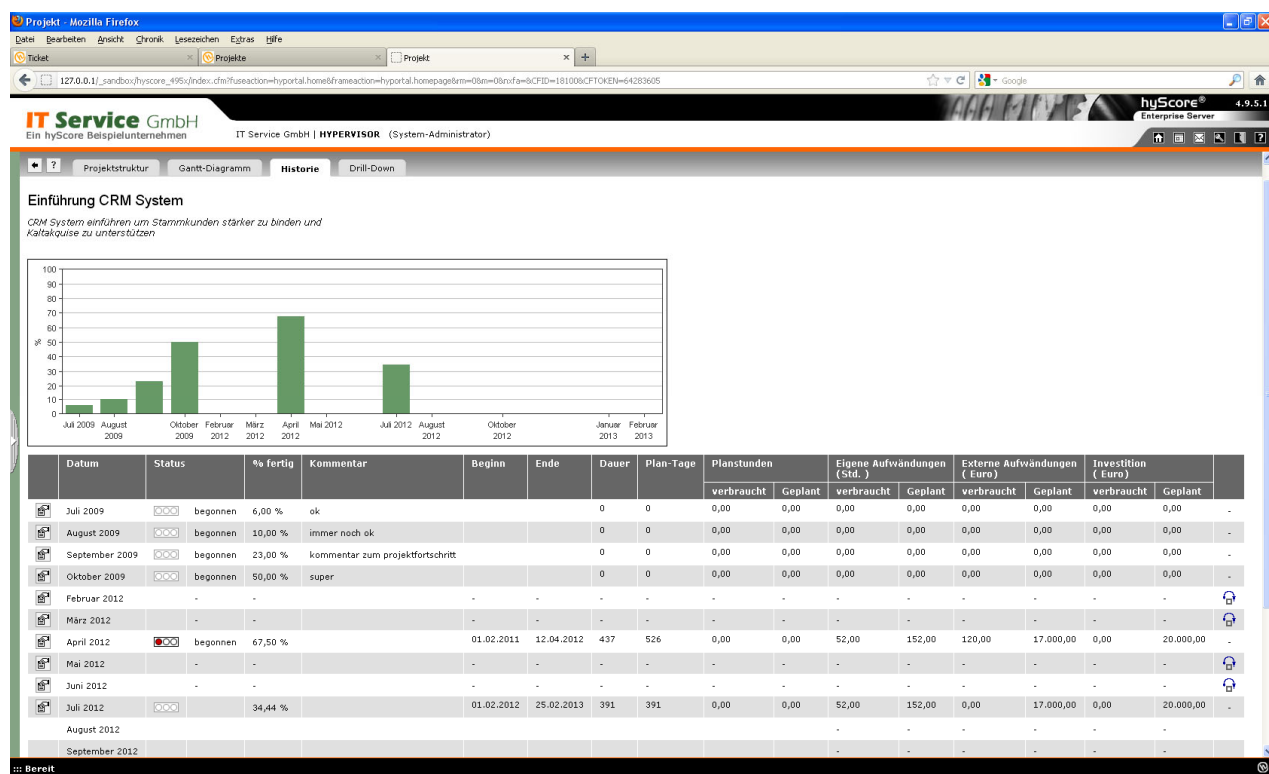 Projekt - Mozilla Firefox
Datei Bearbeiten Ansicht Chronik Lesezeichen Extras Hilfe
Ticket Projekte Projekt
127.0.0.1/_sandbox/hyscore_495x/index.cfm?fuseaction=hyportal.home&frameaction=hyportal.homepage&rm=0&m=0&nxfa=&CFID=18100&CFTOKEN=64283605 Google
IT Service GmbH
Ein hyScore Beispielunternehmen
IT Service GmbH | HYPERVISOR (System-Administrator)
hyScore® 4.9.5.1
Enterprise Server
? Projektstruktur Gantt-Diagramm Historie Drill-Down
Einführung CRM System
CRM System einführen um Stammkunden stärker zu binden und
Kaltakquise zu unterstützen
100
90
80
70
60
% 50
40
30
20
10
0
Juli 2009 August Oktober Februar März April Mai 2012 Juli 2012 August Oktober Januar Februar
2009 2009 2012 2012 2012 2012 2012 2013 2013
Datum Status % fertig Kommentar Beginn Ende Dauer Plan-Tage Planstunden Eigene Aufwändungen (Std. ) Externe Aufwändungen ( Euro) Investition ( Euro)
verbraucht Geplant verbraucht Geplant verbraucht Geplant verbraucht Geplant
Juli 2009 begonnen 6,00 % ok 0 0 0,00 0,00 0,00 0,00 0,00 0,00 0,00 0,00 -
August 2009 begonnen 10,00 % immer noch ok 0 0 0,00 0,00 0,00 0,00 0,00 0,00 0,00 0,00 -
September 2009 begonnen 23,00 % kommentar zum projektfortschritt 0 0 0,00 0,00 0,00 0,00 0,00 0,00 0,00 0,00 -
Oktober 2009 begonnen 50,00 % super 0 0 0,00 0,00 0,00 0,00 0,00 0,00 0,00 0,00 -
Februar 2012 - - - - - - - - - - - - - -
März 2012 - - - - - - - - - - - - - -
April 2012 begonnen 67,50 % 01.02.2011 12.04.2012 437 526 0,00 0,00 52,00 152,00 120,00 17.000,00 0,00 20.000,00 -
Mai 2012 - - - - - - - - - - - - - -
Juni 2012 - - - - - - - - - - - - - -
Juli 2012 34,44 % 01.02.2012 25.02.2013 391 391 0,00 0,00 52,00 152,00 0,00 17.000,00 0,00 20.000,00 -
August 2012 - - - - - -
September 2012 - - - - - -
::: Bereit